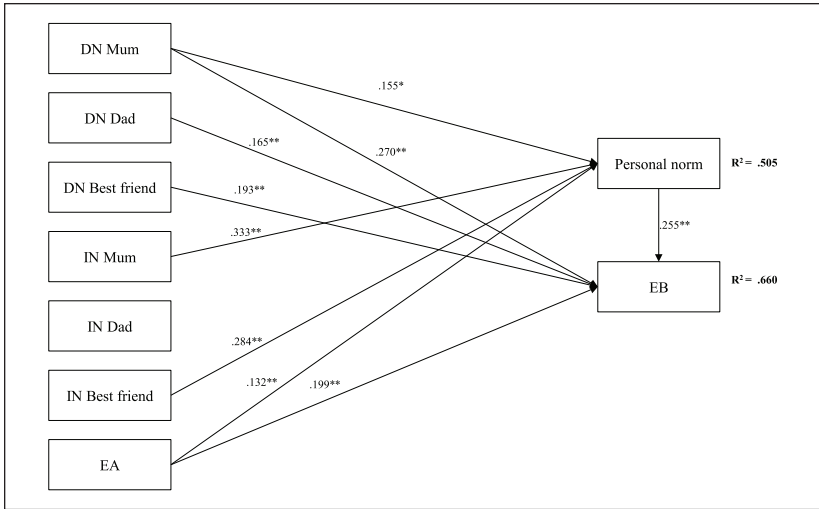 DN Mum
.155*
DN Dad
.165**
.270**
Personal norm
R² = .505
DN Best friend
.193**
.255**
IN Mum
.333**
EB
R² = .660
IN Dad
.284**
IN Best friend
.132**
.199**
EA